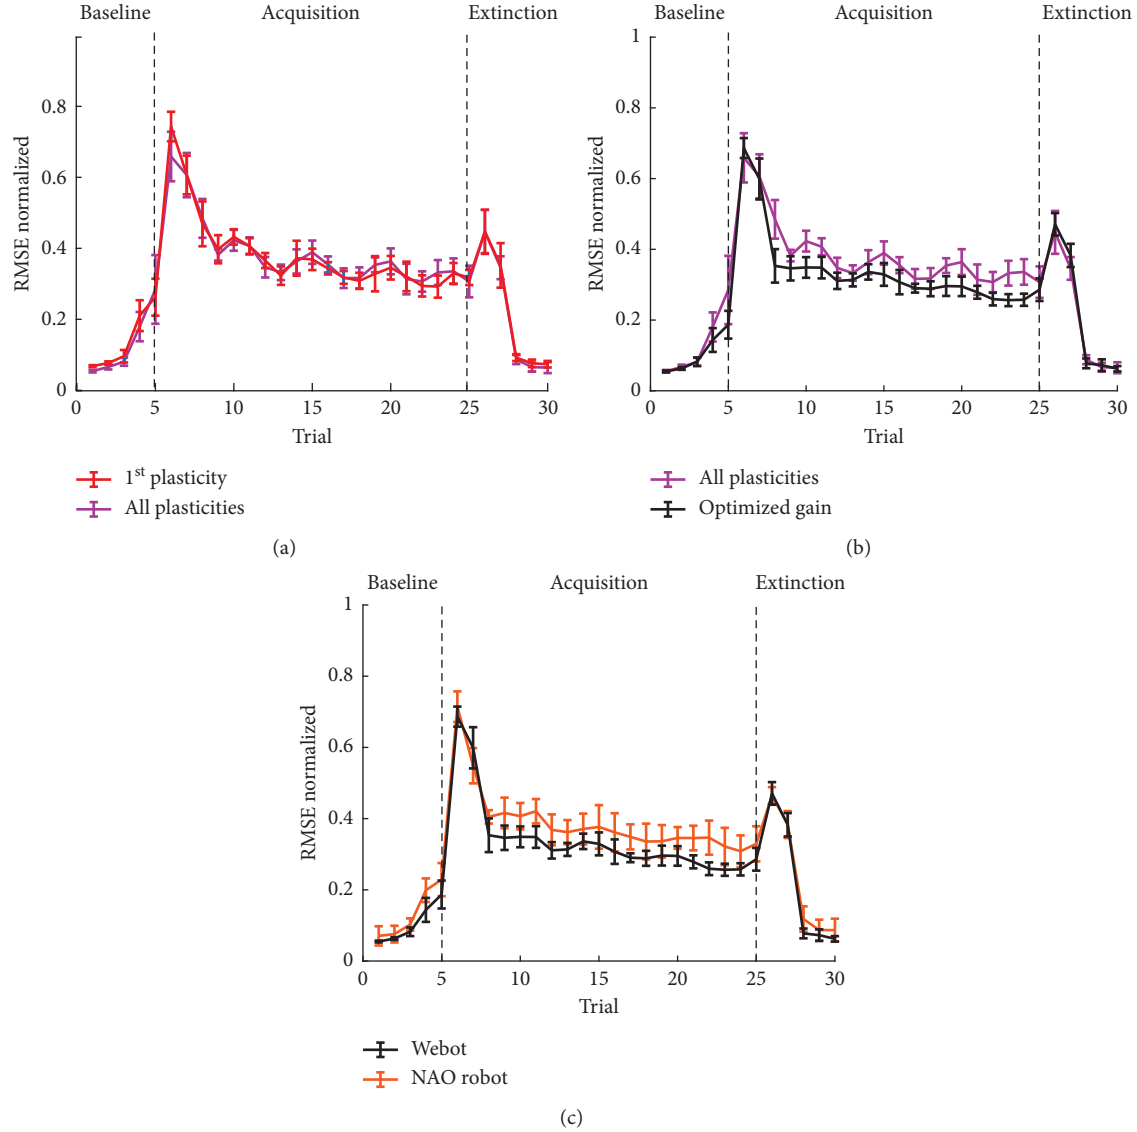 Baseline Acquisition Extinction
RMSE normalized
1
0.8
0.6
0.4
0.2
0
0 5 10 15 20 25 30
Trial
1st plasticity
All plasticities
(a)
Baseline Acquisition Extinction
RMSE normalized
1
0.8
0.6
0.4
0.2
0
0 5 10 15 20 25 30
Trial
All plasticities
Optimized gain
(b)
Baseline Acquisition Extinction
RMSE normalized
1
0.8
0.6
0.4
0.2
0
0 5 10 15 20 25 30
Trial
Webot
NAO robot
(c)